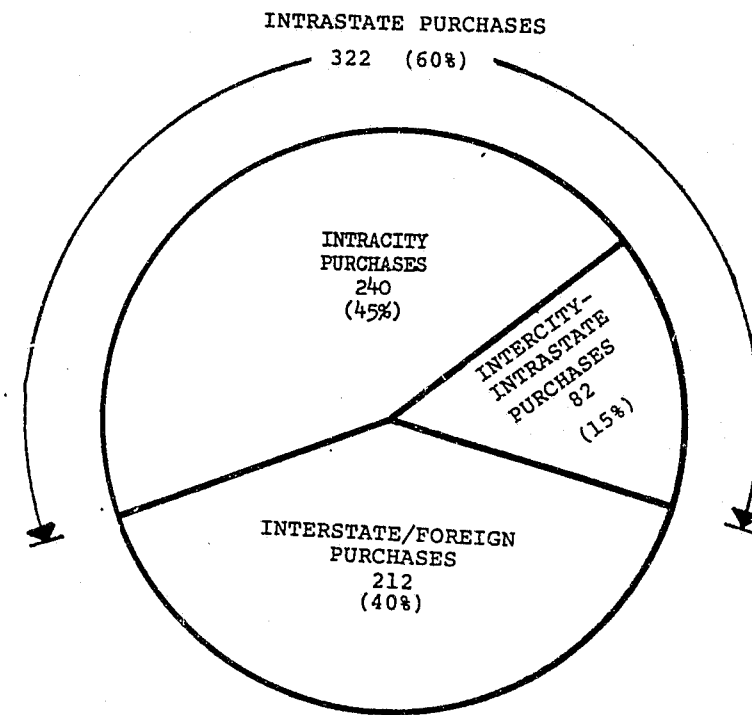 INTRASTATE PURCHASES
322 (60%)
INTRACITY
PURCHASES
240
(45%)
INTERCITY-
INTRASTATE
PURCHASES
82
(15%)
INTERSTATE/FOREIGN
PURCHASES
212
(40%)